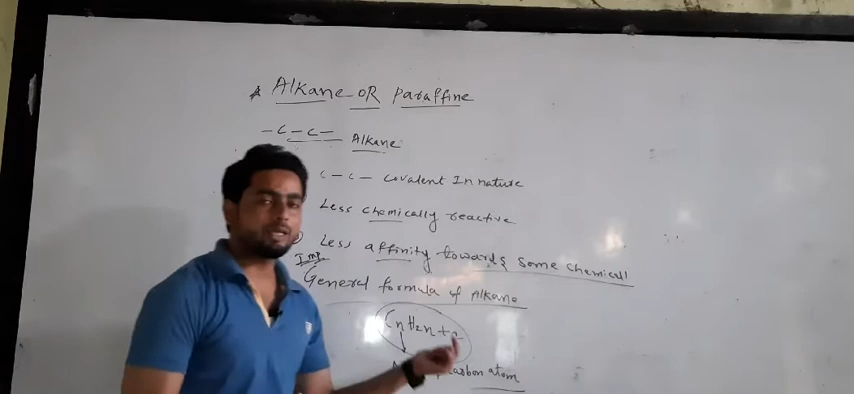 Alkane OR Paraffine
-C-C- Alkane
C-C- Covalent In nature
Less chemically reactive
Less affinity towards some chemical
Imp
General formula of Alkane
CnH2n+2
carbon atom